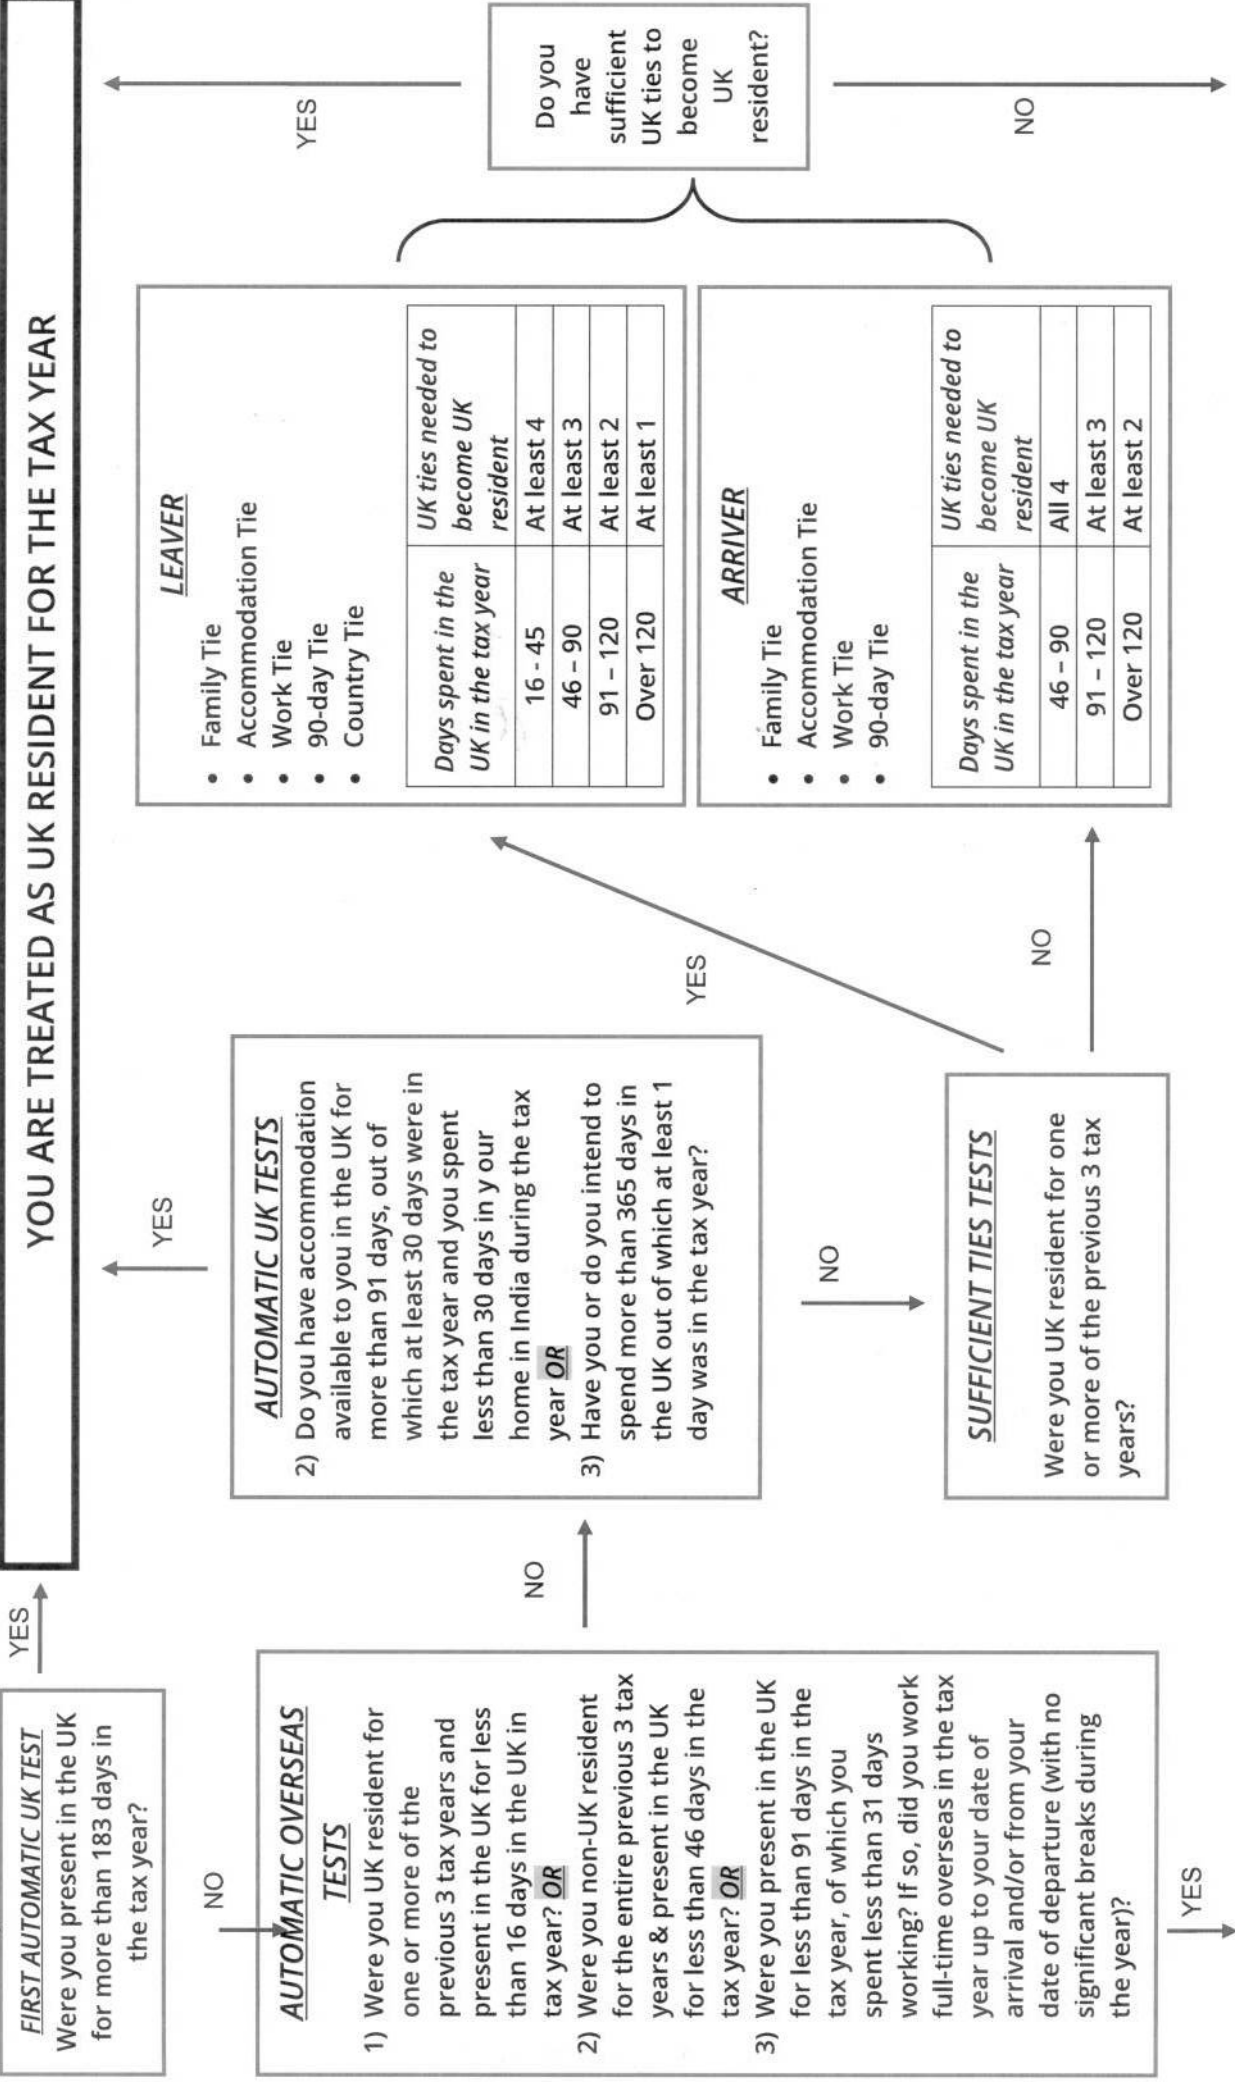 YOU ARE TREATED AS UK RESIDENT FOR THE TAX YEAR
FIRST AUTOMATIC UK TEST
Were you present in the UK
for more than 183 days in
the tax year?
YES
NO
AUTOMATIC OVERSEAS
TESTS
1) Were you UK resident for
one or more of the
previous 3 tax years and
present in the UK for less
than 16 days in the UK in
tax year? OR
2) Were you non-UK resident
for the entire previous 3 tax
years & present in the UK
for less than 46 days in the
tax year? OR
3) Were you present in the UK
for less than 91 days in the
tax year, of which you
spent less than 31 days
working? If so, did you work
full-time overseas in the tax
year up to your date of
arrival and/or from your
date of departure (with no
significant breaks during
the year)?
YES
NO
YES
AUTOMATIC UK TESTS
2) Do you have accommodation
available to you in the UK for
more than 91 days, out of
which at least 30 days were in
the tax year and you spent
less than 30 days in y our
home in India during the tax
year OR
3) Have you or do you intend to
spend more than 365 days in
the UK out of which at least 1
day was in the tax year?
NO
SUFFICIENT TIES TESTS
Were you UK resident for one
or more of the previous 3 tax
years?
YES
NO
LEAVER
• Family Tie
• Accommodation Tie
• Work Tie
• 90-day Tie
• Country Tie
Days spent in the UK ties needed to
UK in the tax year become UK
resident
16 - 45 At least 4
46 – 90 At least 3
91 – 120 At least 2
Over 120 At least 1
ARRIVER
• Family Tie
• Accommodation Tie
• Work Tie
• 90-day Tie
Days spent in the UK ties needed to
UK in the tax year become UK
resident
46 – 90 All 4
91 – 120 At least 3
Over 120 At least 2
YES
Do you
have
sufficient
UK ties to
become
UK
resident?
NO